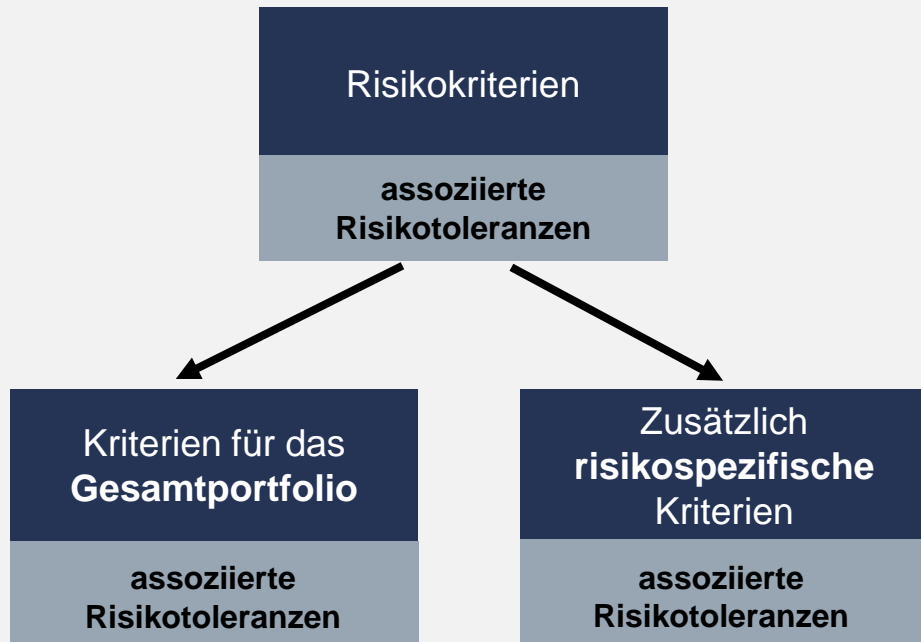 Risikokriterien
assoziierte
Risikotoleranzen
Kriterien für das
Gesamtportfolio
assoziierte
Risikotoleranzen
Zusätzlich
risikospezifische
Kriterien
assoziierte
Risikotoleranzen